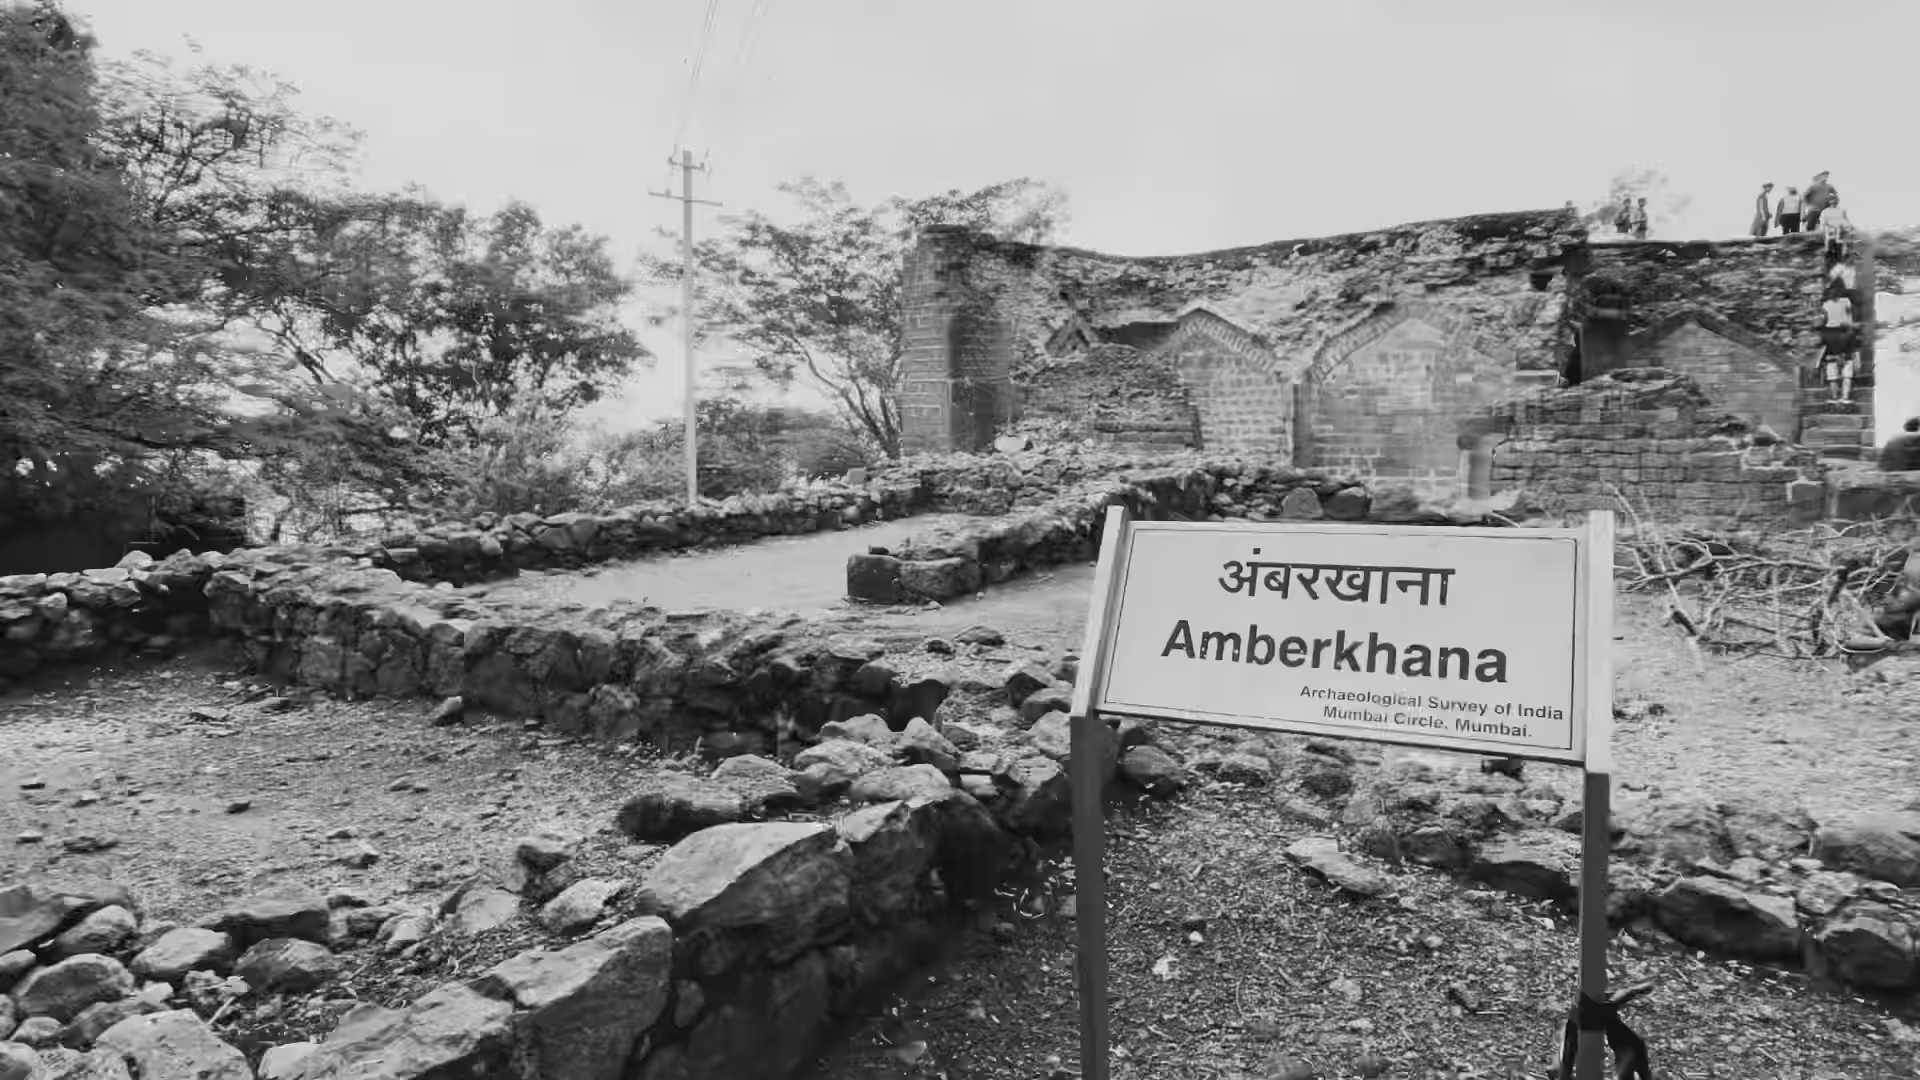 अंबरखाना
Amberkhana
Archaeological Survey of India
Mumbai Circle. Mumbai.